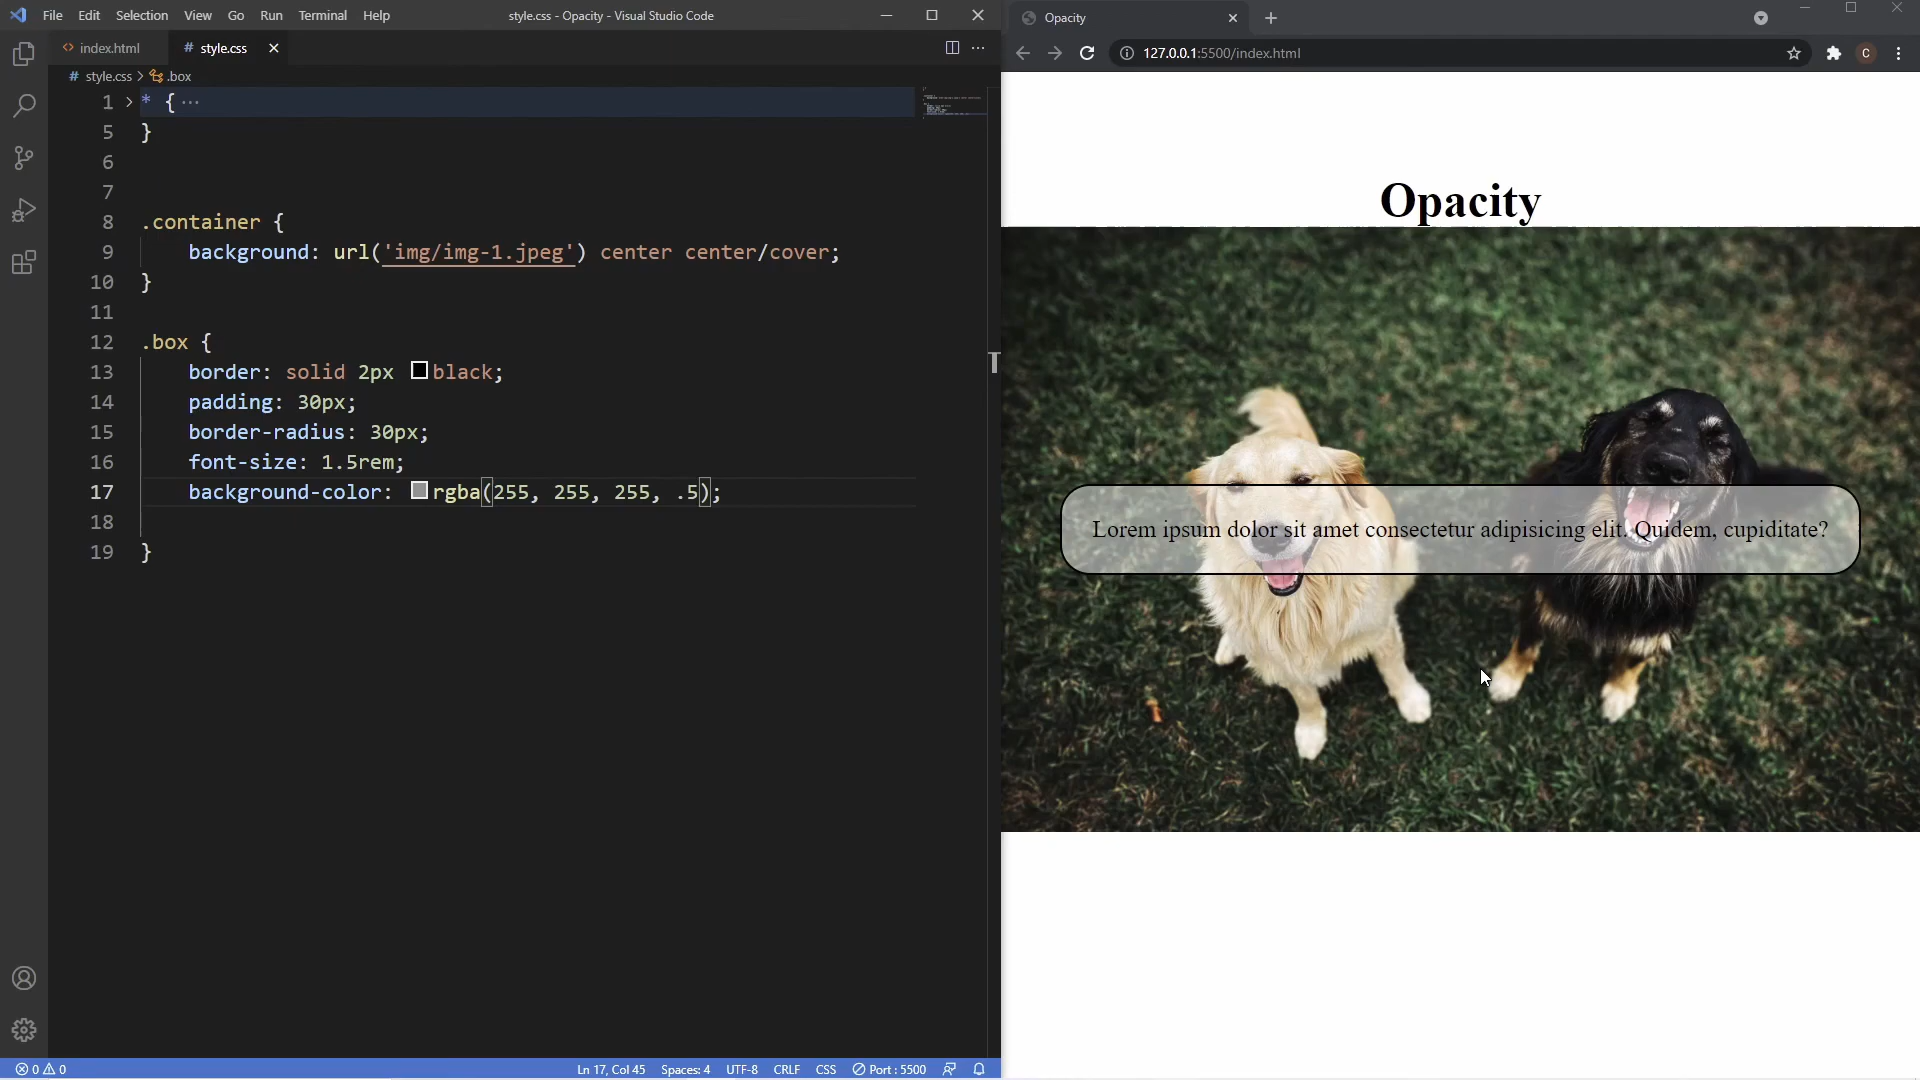 File Edit Selection View Go Run Terminal Help style.css - Opacity - Visual Studio Code
index.html # style.css
# style.css > .box
1 * { ···
5 }
6
7
8 .container {
9 background: url('img/img-1.jpeg') center center/cover;
10 }
11
12 .box {
13 border: solid 2px black;
14 padding: 30px;
15 border-radius: 30px;
16 font-size: 1.5rem;
17 background-color: rgba(255, 255, 255, .5);
18
19 }
0 0 Ln 17, Col 45 Spaces: 4 UTF-8 CRLF CSS Port : 5500
Opacity
127.0.0.1:5500/index.html C
Opacity
Lorem ipsum dolor sit amet consectetur adipisicing elit. Quidem, cupiditate?